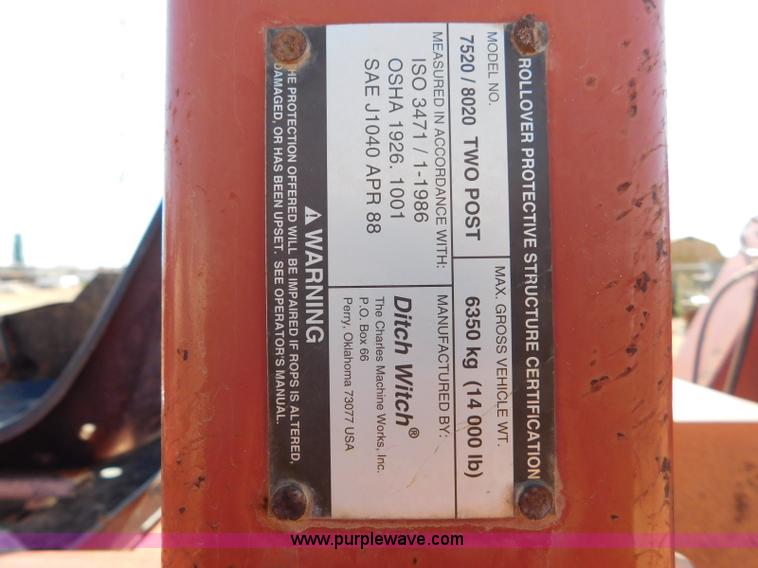 ROLLOVER PROTECTIVE STRUCTURE CERTIFICATION
MODEL NO.
7520 / 8020 TWO POST
MAX. GROSS VEHICLE WT.
6350 kg (14 000 lb)
MEASURED IN ACCORDANCE WITH:
ISO 3471 / 1-1986
OSHA 1926. 1001
SAE J1040 APR 88
MANUFACTURED BY:
Ditch Witch®
The Charles Machine Works, Inc.
P.O. Box 66
Perry, Oklahoma 73077 USA
⚠ WARNING
THE PROTECTION OFFERED WILL BE IMPAIRED IF ROPS IS ALTERED,
DAMAGED, OR HAS BEEN UPSET. SEE OPERATOR'S MANUAL.
www.purplewave.com